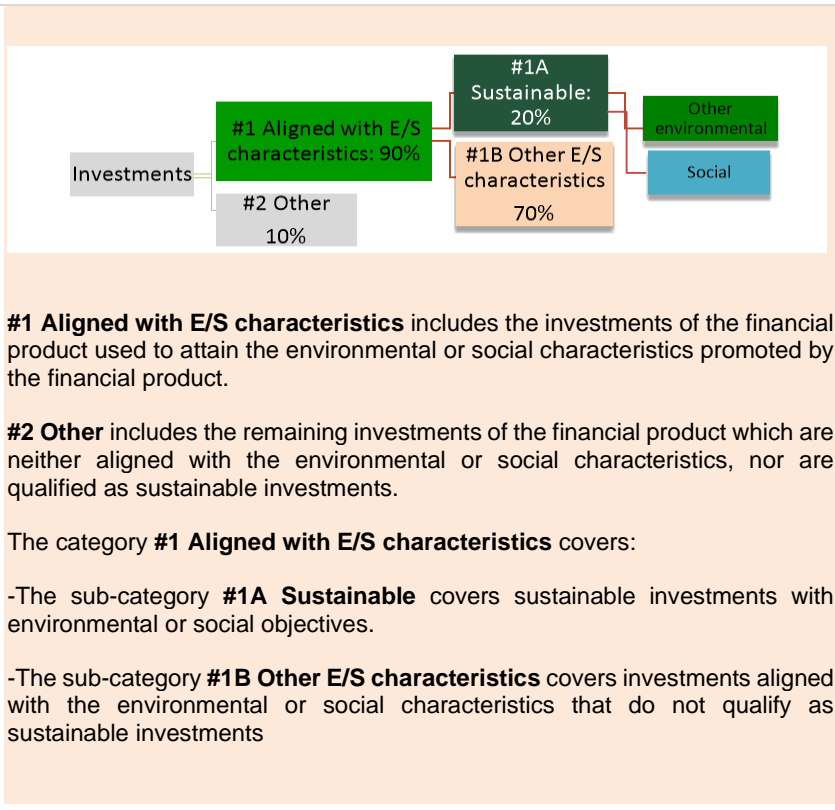 Investments
#1 Aligned with E/S
characteristics: 90%
#2 Other
10%
#1A
Sustainable:
20%
#1B Other E/S
characteristics
70%
Other
environmental
Social
#1 Aligned with E/S characteristics includes the investments of the financial
product used to attain the environmental or social characteristics promoted by
the financial product.
#2 Other includes the remaining investments of the financial product which are
neither aligned with the environmental or social characteristics, nor are
qualified as sustainable investments.
The category #1 Aligned with E/S characteristics covers:
-The sub-category #1A Sustainable covers sustainable investments with
environmental or social objectives.
-The sub-category #1B Other E/S characteristics covers investments aligned
with the environmental or social characteristics that do not qualify as
sustainable investments